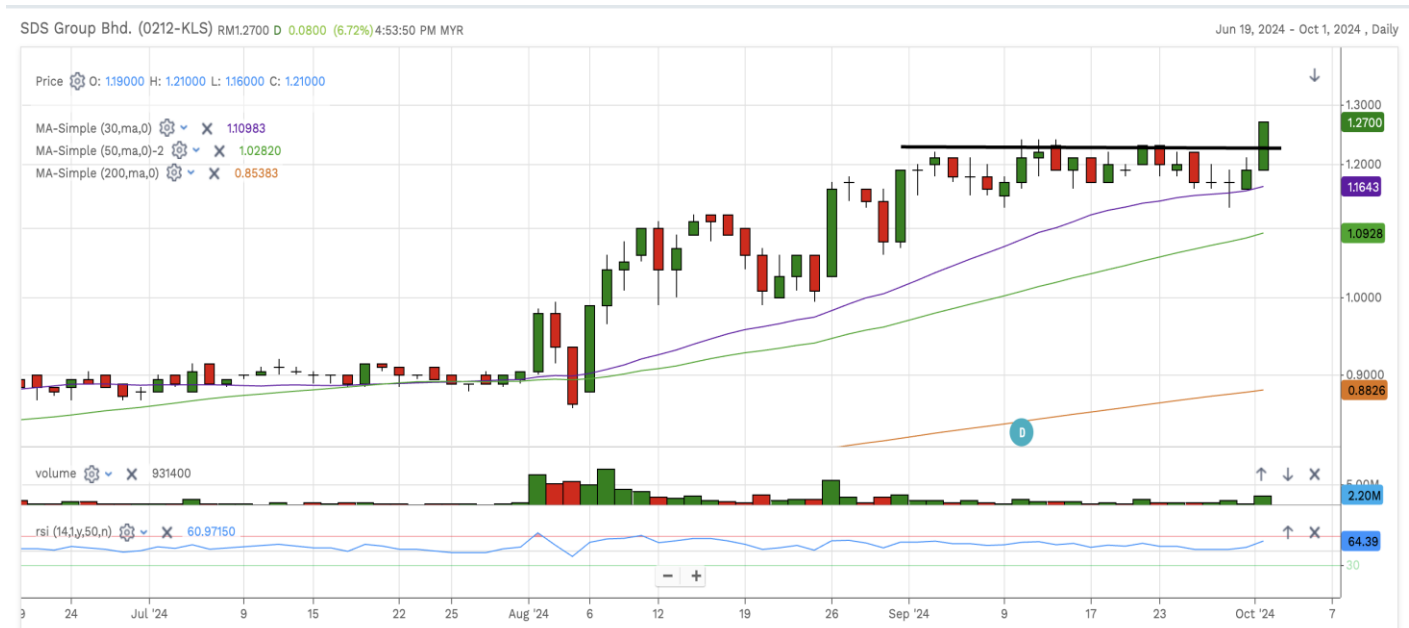 SDS Group Bhd. (0212-KLS) RM1.2700 D 0.0800 (6.72%) 4:53:50 PM MYR
Jun 19, 2024 - Oct 1, 2024 , Daily
Price O: 1.19000 H: 1.21000 L: 1.16000 C: 1.21000
MA-Simple (30,ma,0) X 1.10983
MA-Simple (50,ma,0)-2 X 1.02820
MA-Simple (200,ma,0) X 0.85383
1.3000
1.2700
1.2000
1.1643
1.0928
1.0000
0.9000
0.8826
D
volume X 931400
5.00M
2.20M
rsi (14,1,y,50,n) X 60.97150
64.39
30
9 24 Jul '24 9 15 22 25 Aug '24 6 12 19 26 Sep '24 9 17 23 Oct '24 7